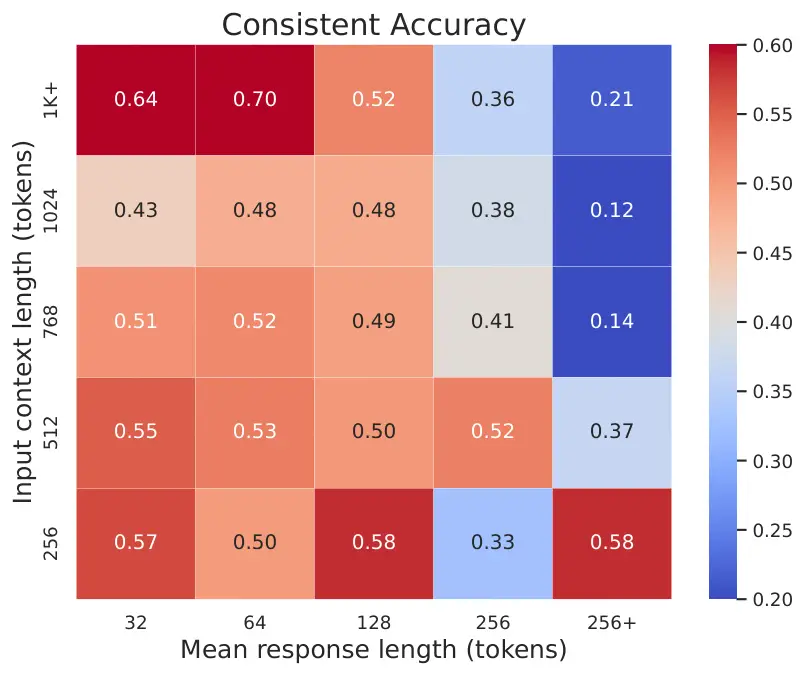 Consistent Accuracy
Input context length (tokens)
1K+ 0.64 0.70 0.52 0.36 0.21
1024 0.43 0.48 0.48 0.38 0.12
768 0.51 0.52 0.49 0.41 0.14
512 0.55 0.53 0.50 0.52 0.37
256 0.57 0.50 0.58 0.33 0.58
32 64 128 256 256+
Mean response length (tokens)
0.60
0.55
0.50
0.45
0.40
0.35
0.30
0.25
0.20